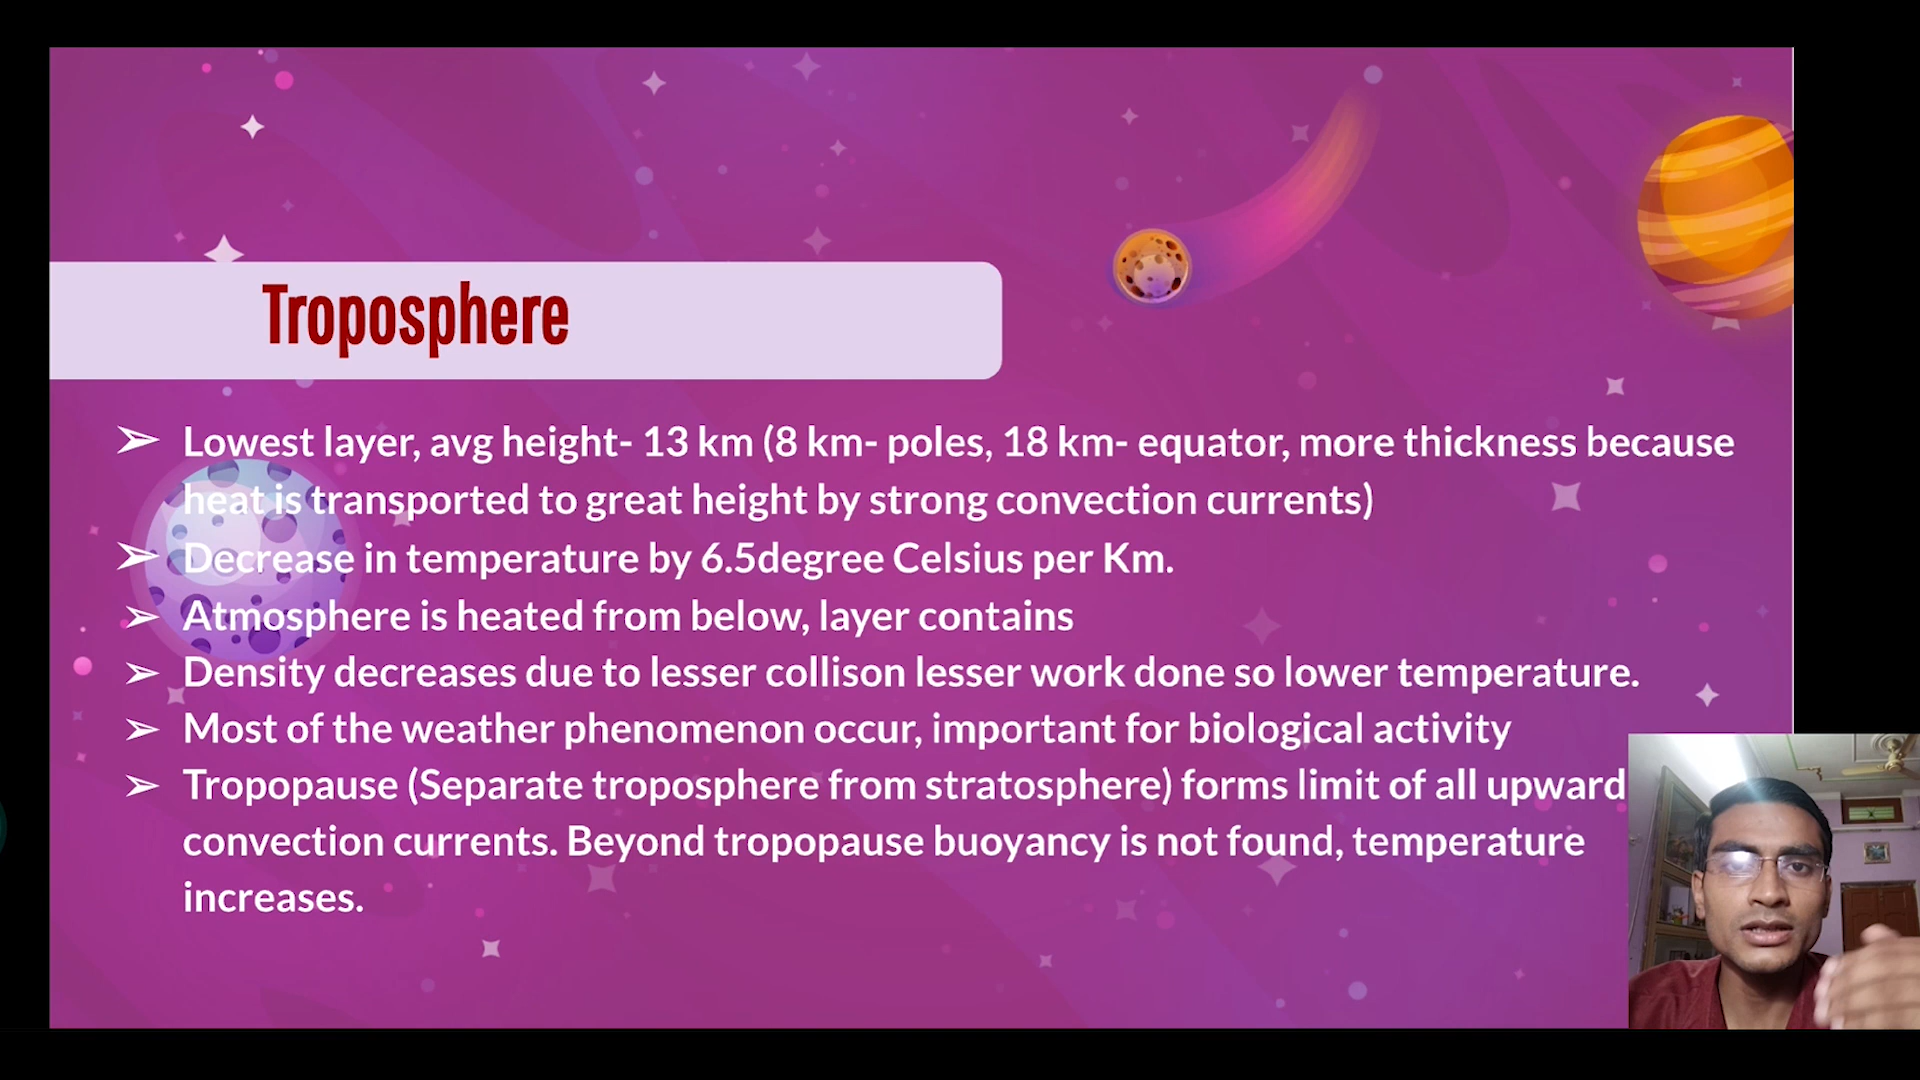 Troposphere
Lowest layer, avg height- 13 km (8 km- poles, 18 km- equator, more thickness because
heat is transported to great height by strong convection currents)
Decrease in temperature by 6.5degree Celsius per Km.
Atmosphere is heated from below, layer contains
Density decreases due to lesser collison lesser work done so lower temperature.
Most of the weather phenomenon occur, important for biological activity
Tropopause (Separate troposphere from stratosphere) forms limit of all upward
convection currents. Beyond tropopause buoyancy is not found, temperature
increases.